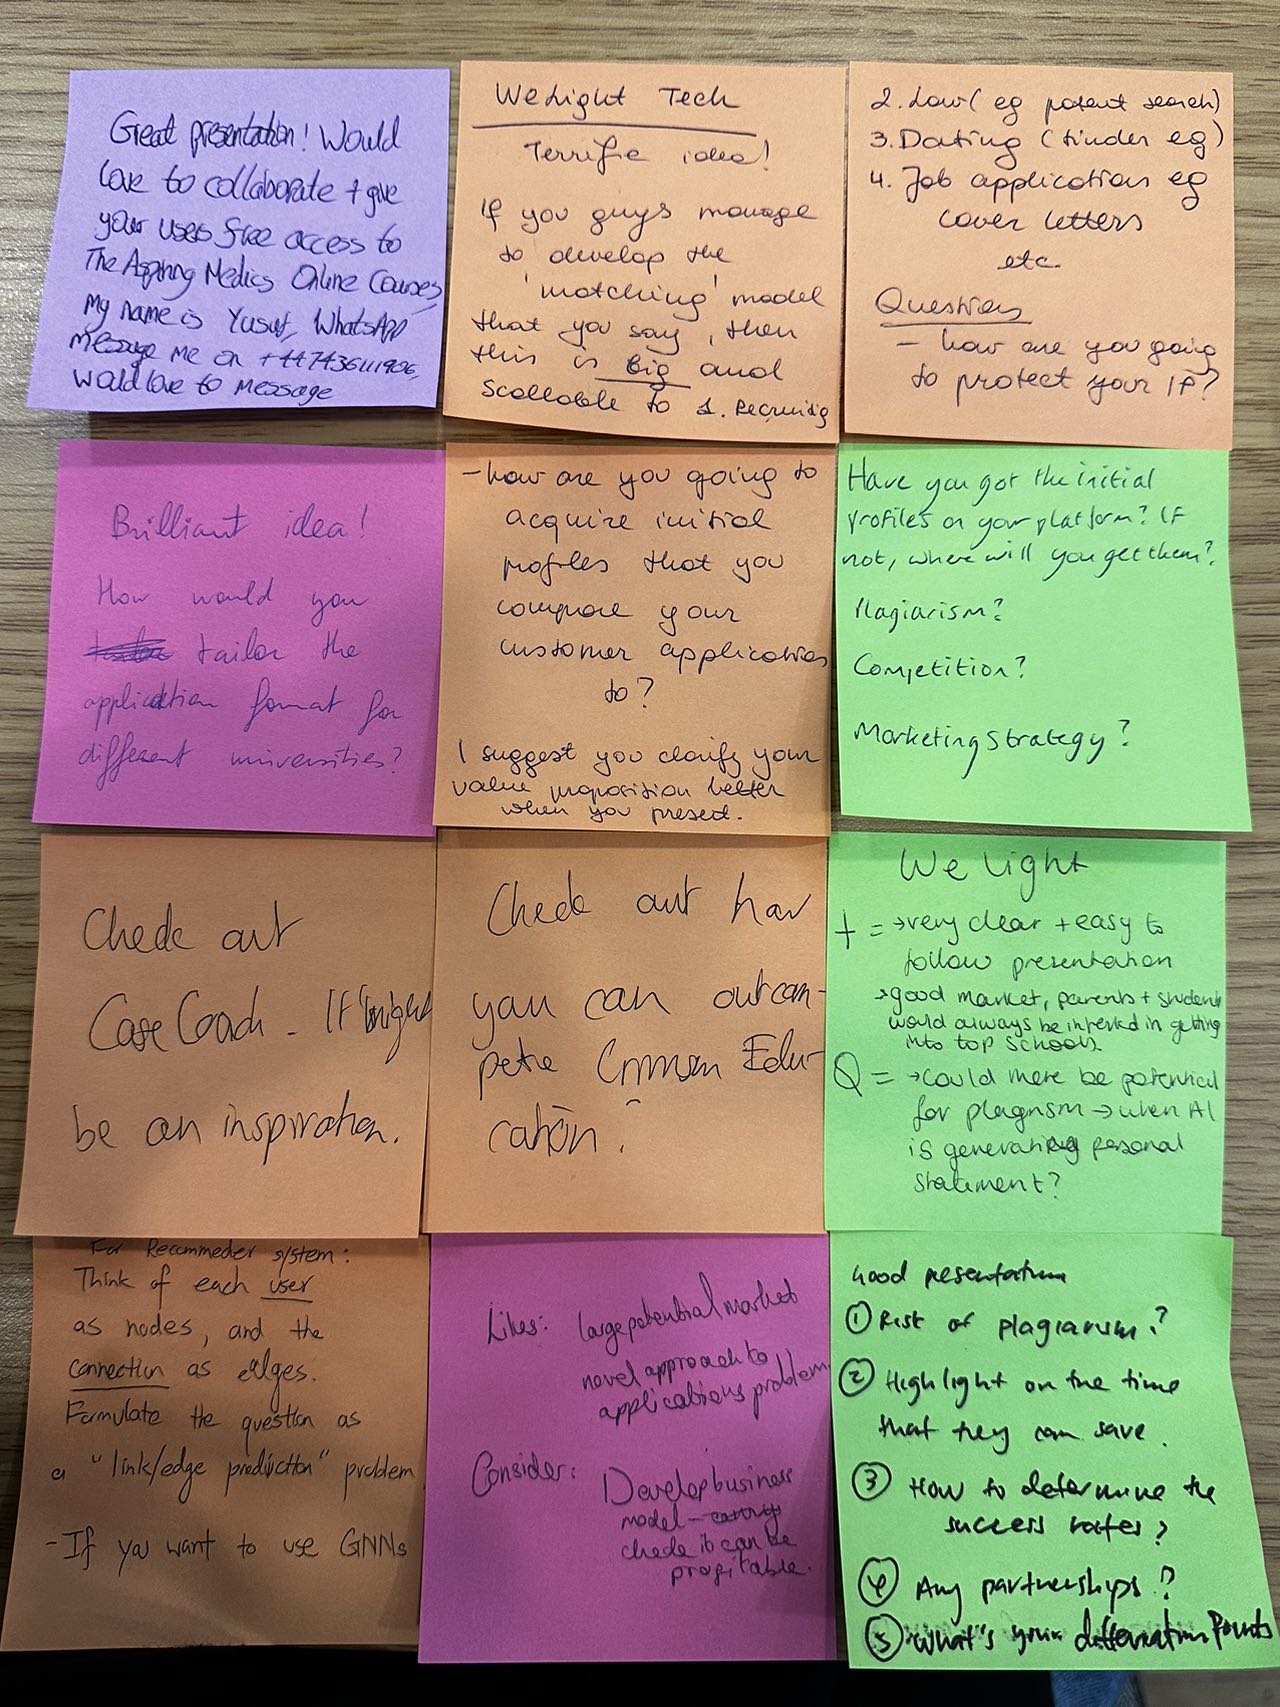 Great presentation! Would
love to collaborate + give
your users free access to
The Aspiring Medics Online Courses,
My name is Yusuf, WhatsApp
message me on +447436111906,
would love to message
WeLight Tech
Terrific idea!
If you guys manage
to develop the
'matching' model
that you say, then
this is big and
scallable to 1. Recruiting
2. Law (eg patent search)
3. Dating (tinder eg)
4. Job applications eg
cover letters
etc.
Questions
- how are you going
to protect your IP?
Brilliant idea!
How would you
tailor the
application format for
different universities?
- how are you going to
acquire initial
profiles that you
compare your
customer applications
to?
I suggest you clarify your
value proposition better
when you present.
Have you got the initial
profiles on your platform? If
not, where will you get them?
Plagiarism?
Competition?
Marketing Strategy?
Check out
CaseCoach - It might
be an inspiration.
Check out how
you can outcom-
pete Crimson Edu-
cation.
We Light
+ = → very clear + easy to
follow presentation
→ good market, parents + students
would always be intrested in getting
into top schools.
Q = → Could there be potential
for plagrism → when AI
is generating personal
statement?
For Recommeder system:
Think of each user
as nodes, and the
connection as edges.
Formulate the question as
a "link/edge prediction" problem
- If you want to use GNNs
Likes: large potential market
novel approach to
applications problem
Consider: Develop business
model -
check it can be
profitable.
Good presentation
① Risk of plagiarism?
② Highlight on the time
that they can save.
③ How to determine the
success rates?
④ Any partnerships?
⑤ What's your Points